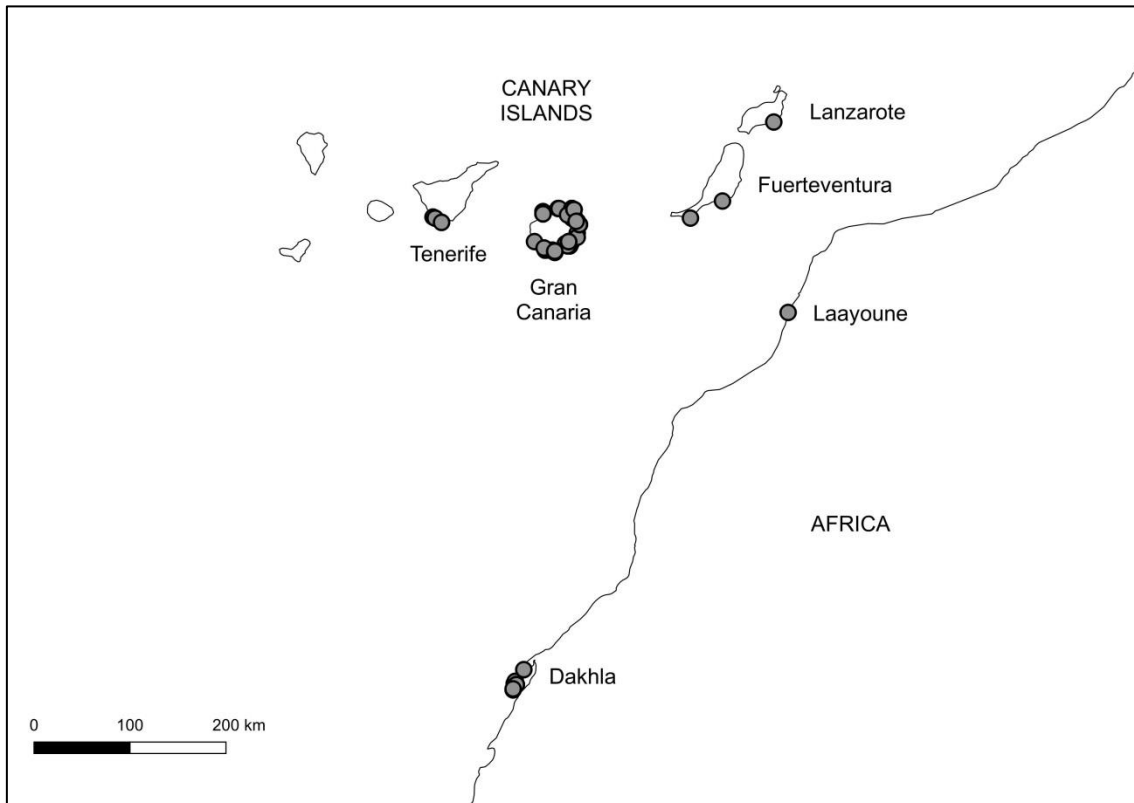 CANARY
ISLANDS
Lanzarote
Fuerteventura
Tenerife
Gran
Canaria
Laayoune
AFRICA
Dakhla
0 100 200 km